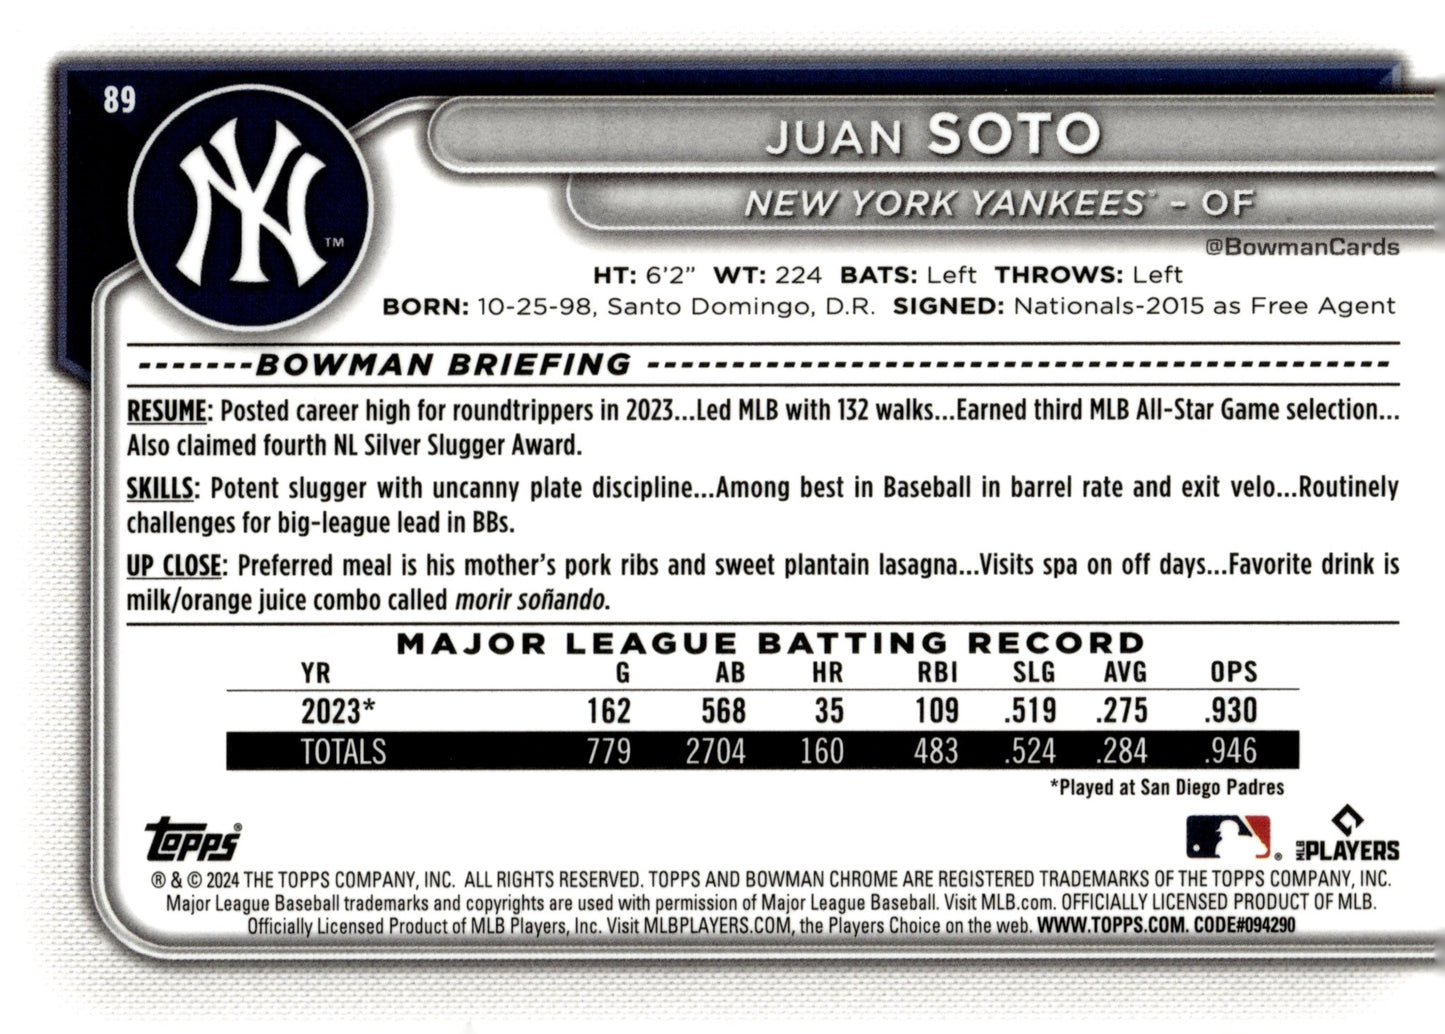 89
NY
TM
JUAN SOTO
NEW YORK YANKEES™ - OF
@BowmanCards
HT: 6'2" WT: 224 BATS: Left THROWS: Left
BORN: 10-25-98, Santo Domingo, D.R. SIGNED: Nationals-2015 as Free Agent
BOWMAN BRIEFING
RESUME: Posted career high for roundtrippers in 2023...Led MLB with 132 walks...Earned third MLB All-Star Game selection...
Also claimed fourth NL Silver Slugger Award.
SKILLS: Potent slugger with uncanny plate discipline...Among best in Baseball in barrel rate and exit velo...Routinely
challenges for big-league lead in BBs.
UP CLOSE: Preferred meal is his mother's pork ribs and sweet plantain lasagna...Visits spa on off days...Favorite drink is
milk/orange juice combo called morir soñando.
MAJOR LEAGUE BATTING RECORD
YR G AB HR RBI SLG AVG OPS
2023* 162 568 35 109 .519 .275 .930
TOTALS 779 2704 160 483 .524 .284 .946
*Played at San Diego Padres
Topps®
MLB PLAYERS
® & © 2024 THE TOPPS COMPANY, INC. ALL RIGHTS RESERVED. TOPPS AND BOWMAN CHROME ARE REGISTERED TRADEMARKS OF THE TOPPS COMPANY, INC.
Major League Baseball trademarks and copyrights are used with permission of Major League Baseball. Visit MLB.com. OFFICIALLY LICENSED PRODUCT OF MLB.
Officially Licensed Product of MLB Players, Inc. Visit MLBPLAYERS.COM, the Players Choice on the web. WWW.TOPPS.COM. CODE#094290